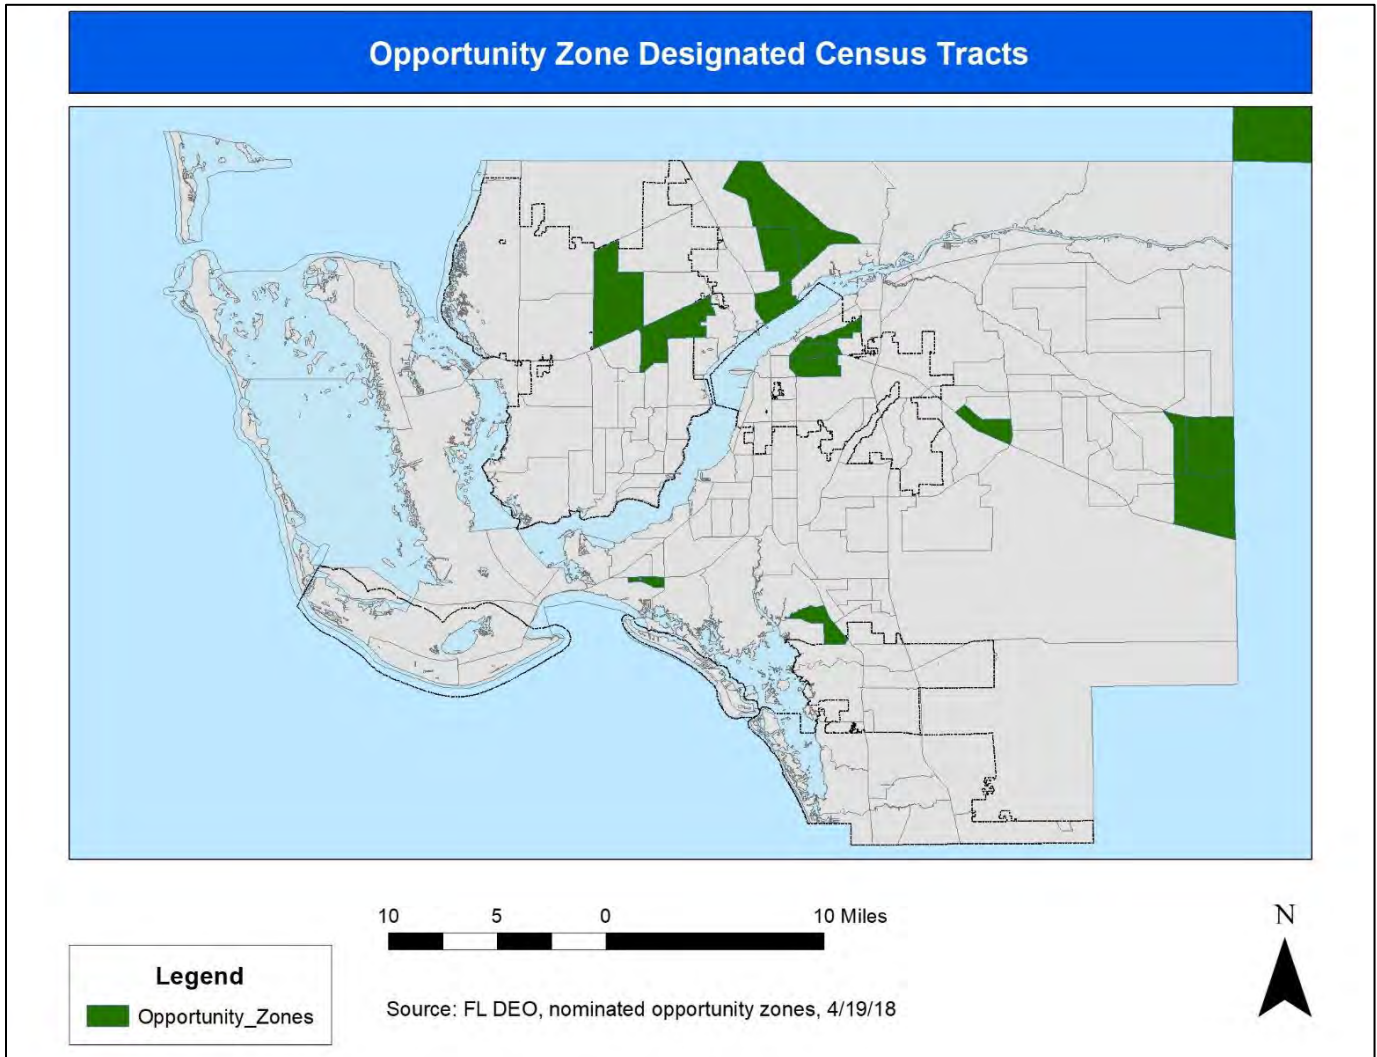 Opportunity Zone Designated Census Tracts
10 5 0 10 Miles
N
Legend
Opportunity_Zones
Source: FL DEO, nominated opportunity zones, 4/19/18